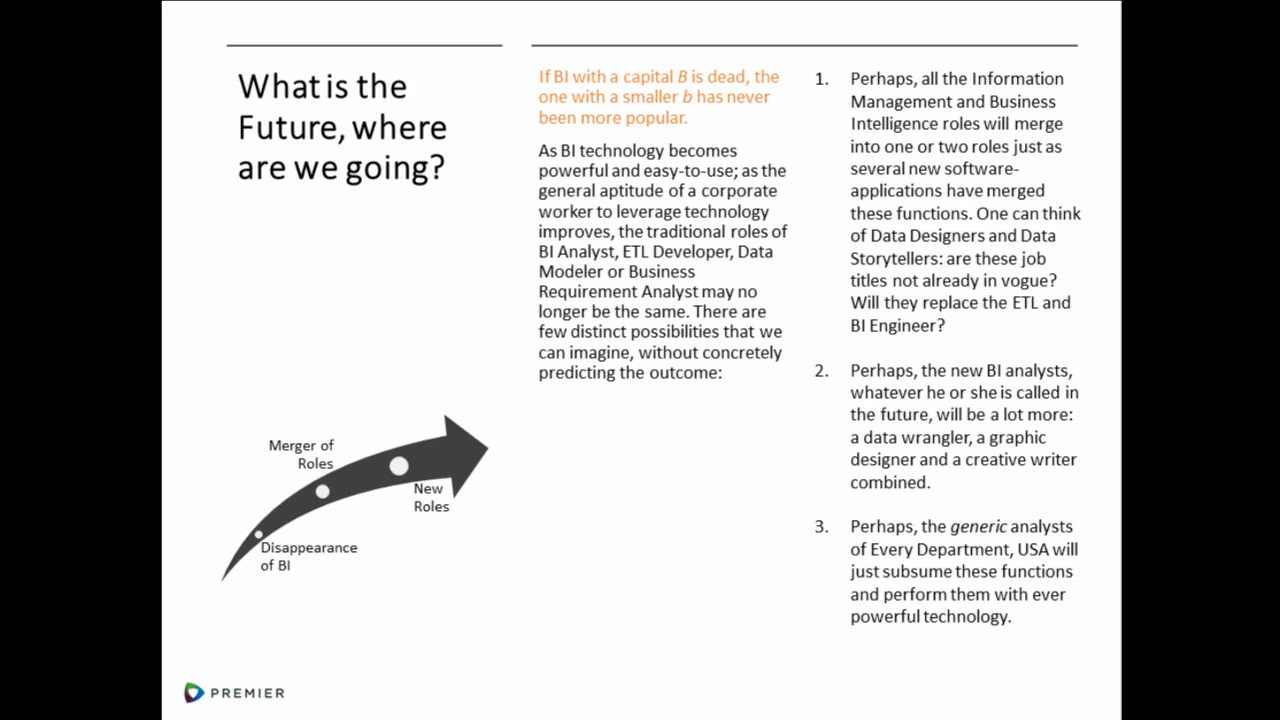 What is the
Future, where
are we going?
If BI with a capital B is dead, the
one with a smaller b has never
been more popular.
As BI technology becomes
powerful and easy-to-use; as the
general aptitude of a corporate
worker to leverage technology
improves, the traditional roles of
BI Analyst, ETL Developer, Data
Modeler or Business
Requirement Analyst may no
longer be the same. There are
few distinct possibilities that we
can imagine, without concretely
predicting the outcome:
1. Perhaps, all the Information
Management and Business
Intelligence roles will merge
into one or two roles just as
several new software-
applications have merged
these functions. One can think
of Data Designers and Data
Storytellers: are these job
titles not already in vogue?
Will they replace the ETL and
BI Engineer?
2. Perhaps, the new BI analysts,
whatever he or she is called in
the future, will be a lot more:
a data wrangler, a graphic
designer and a creative writer
combined.
3. Perhaps, the generic analysts
of Every Department, USA will
just subsume these functions
and perform them with ever
powerful technology.
Merger of
Roles
New
Roles
Disappearance
of BI
PREMIER